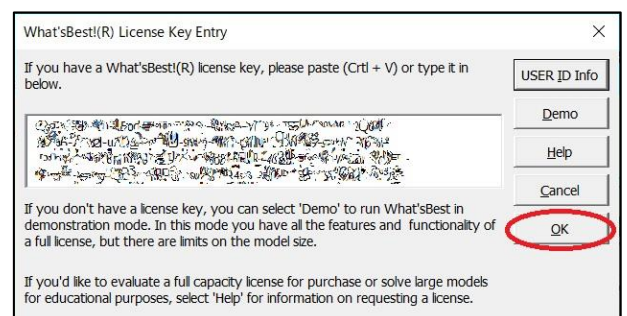 What'sBest!(R) License Key Entry
If you have a What'sBest!(R) license key, please paste (Crtl + V) or type it in
below.
USER ID Info
Demo
Help
Cancel
OK
If you don't have a license key, you can select 'Demo' to run What'sBest in
demonstration mode. In this mode you have all the features and functionality of
a full license, but there are limits on the model size.
If you'd like to evaluate a full capacity license for purchase or solve large models
for educational purposes, select 'Help' for information on requesting a license.